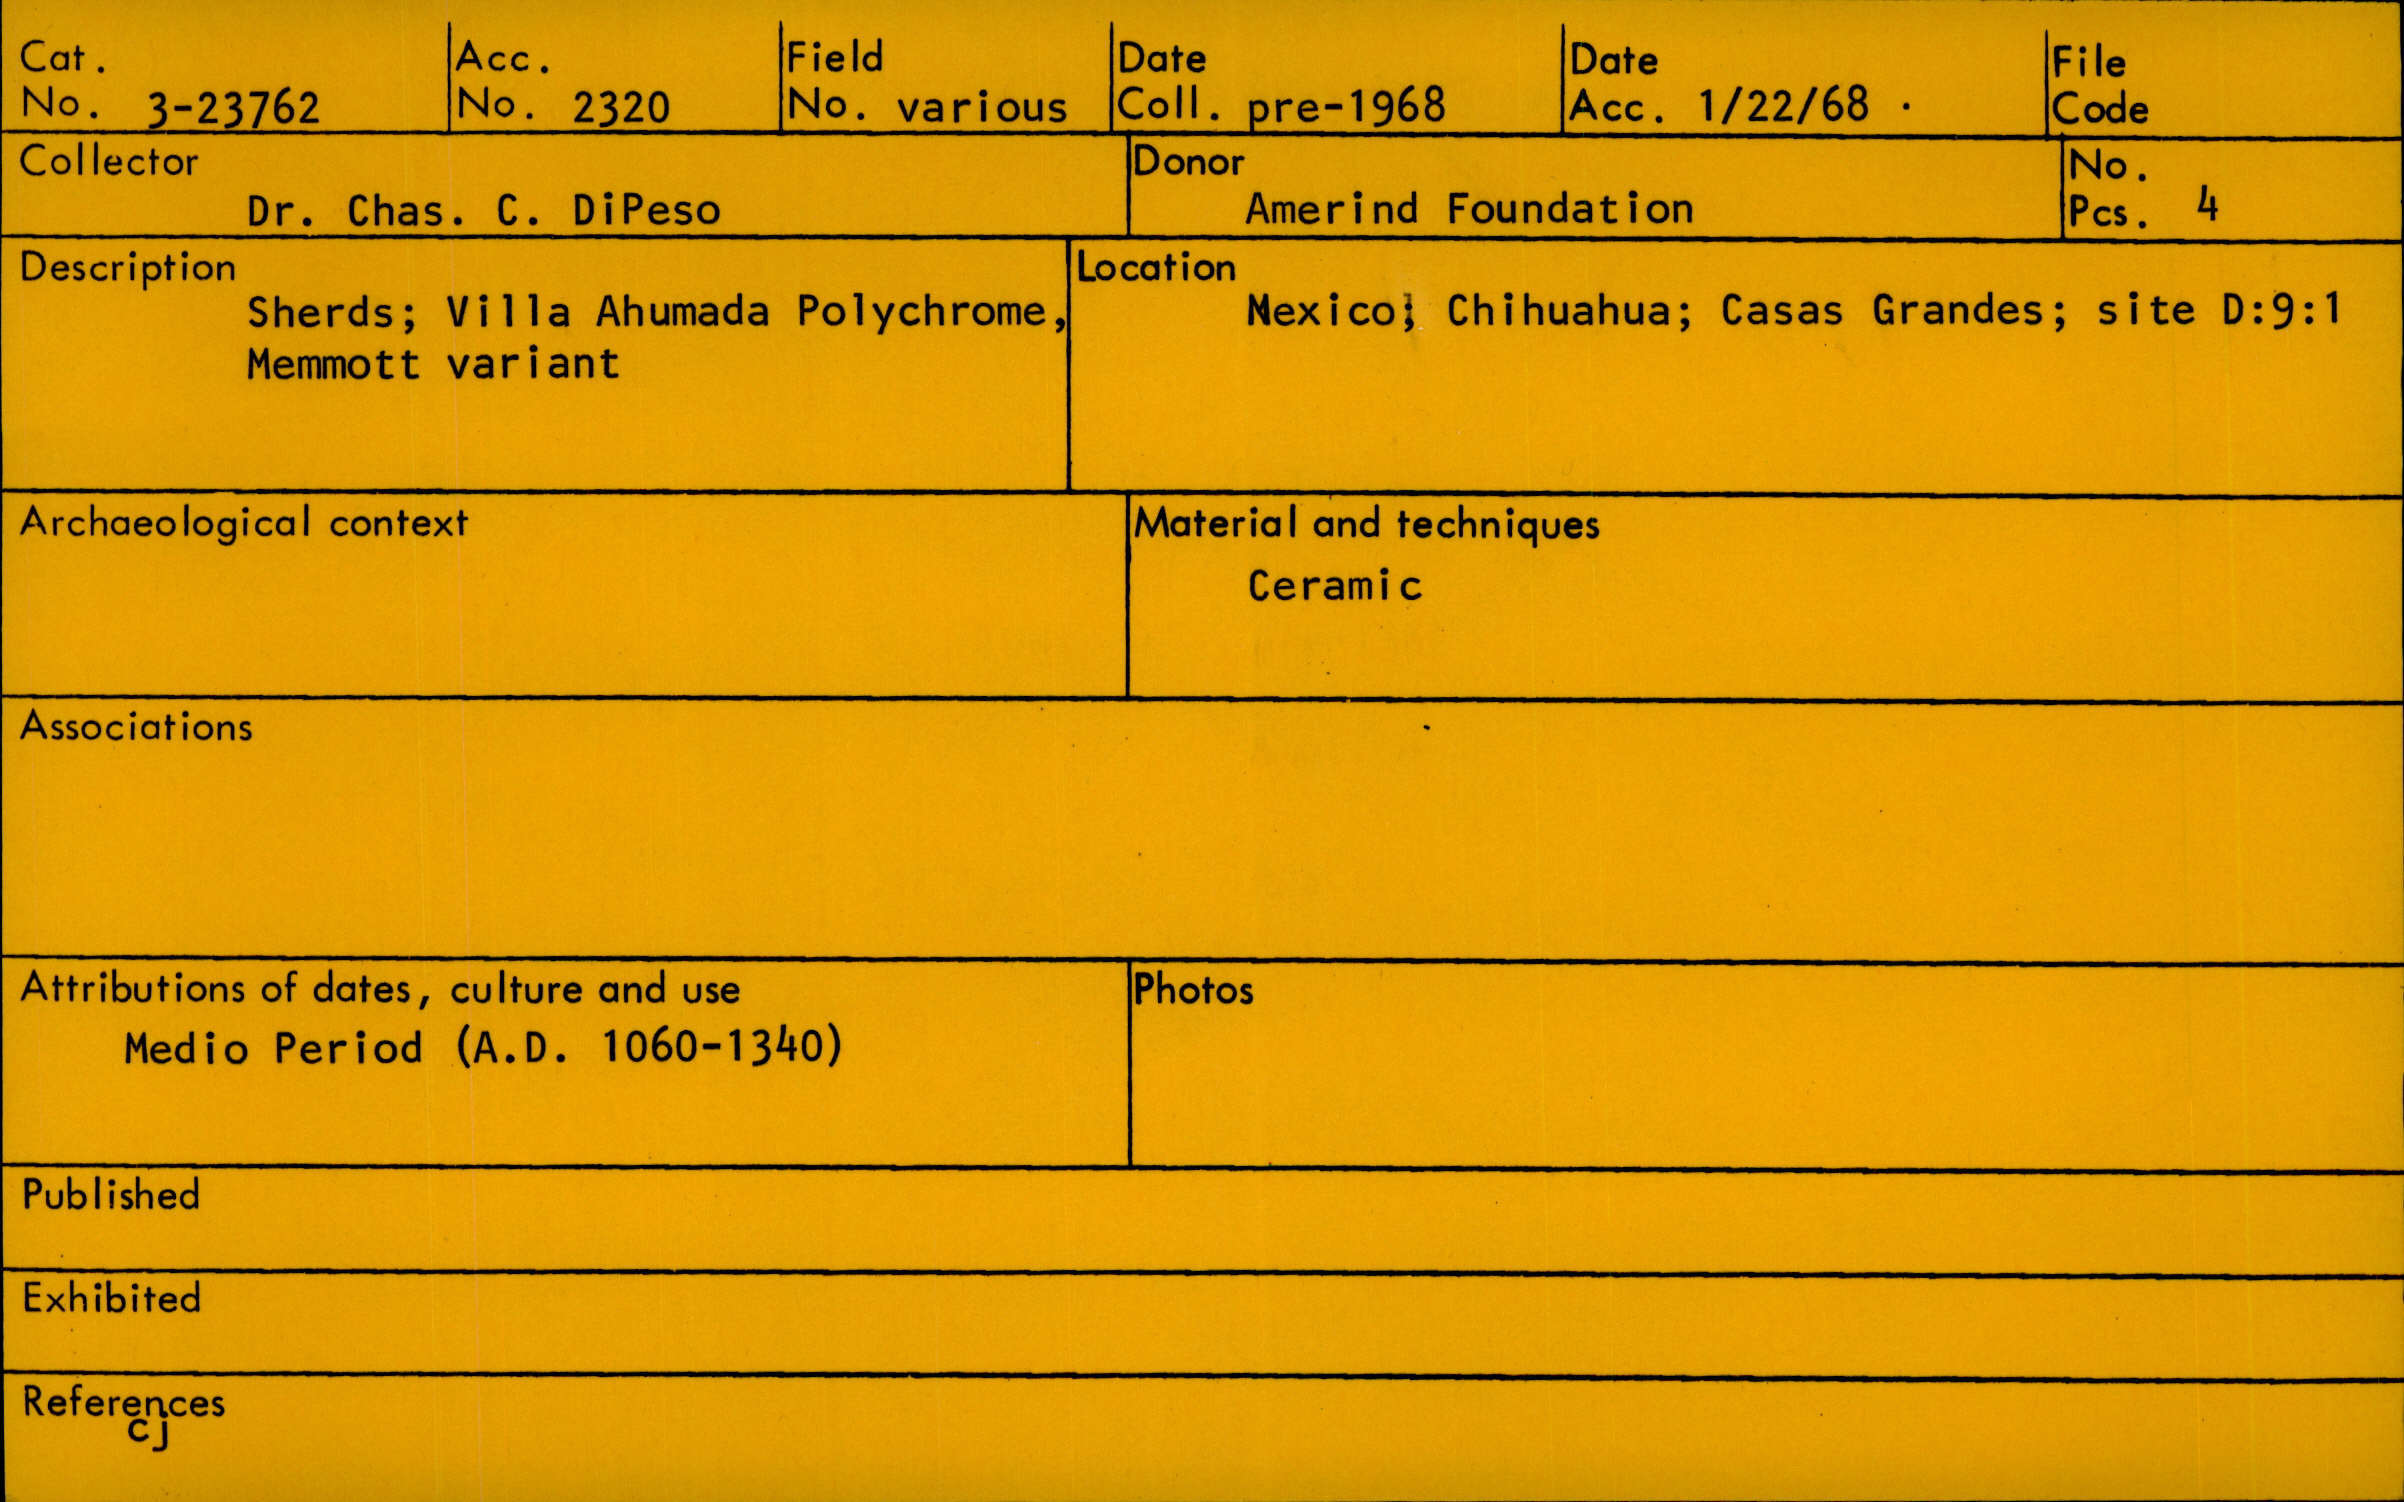 Cat. No. 3-23762
Acc. No. 2320
Field No. various
Date Coll. pre-1968
Date Acc. 1/22/68
File Code
Collector
Dr. Chas. C. DiPeso
Donor
Amerind Foundation
No. Pcs. 4
Description
Sherds; Villa Ahumada Polychrome,
Memmott variant
Location
Mexico; Chihuahua; Casas Grandes; site D:9:1
Archaeological context
Material and techniques
Ceramic
Associations
Attributions of dates, culture and use
Medio Period (A.D. 1060-1340)
Photos
Published
Exhibited
References
cj